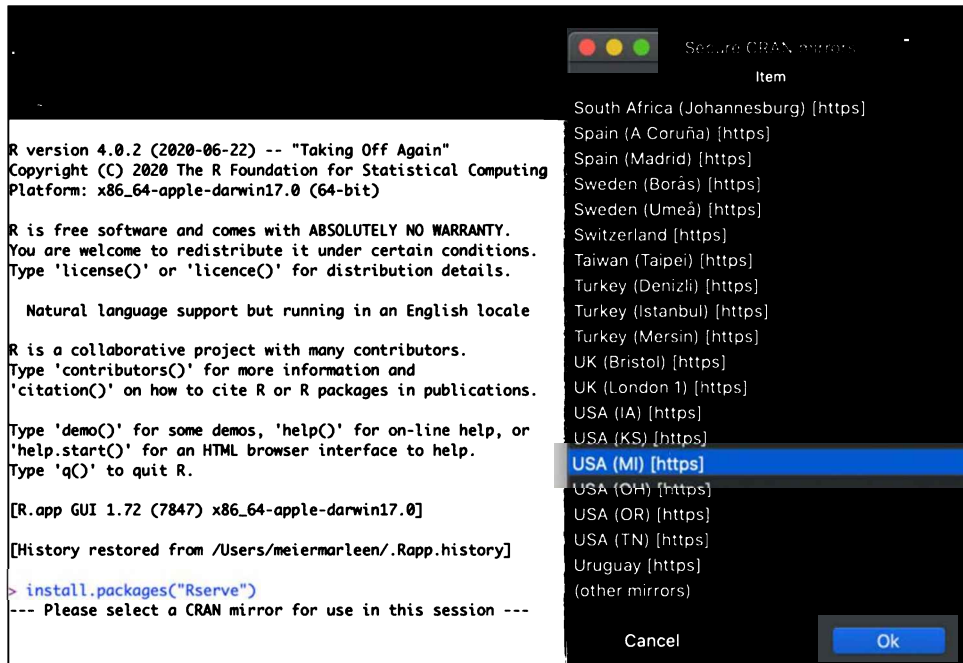 R version 4.0.2 (2020-06-22) -- "Taking Off Again"
Copyright (C) 2020 The R Foundation for Statistical Computing
Platform: x86_64-apple-darwin17.0 (64-bit)
R is free software and comes with ABSOLUTELY NO WARRANTY.
You are welcome to redistribute it under certain conditions.
Type 'license()' or 'licence()' for distribution details.
Natural language support but running in an English locale
R is a collaborative project with many contributors.
Type 'contributors()' for more information and
'citation()' on how to cite R or R packages in publications.
Type 'demo()' for some demos, 'help()' for on-line help, or
'help.start()' for an HTML browser interface to help.
Type 'q()' to quit R.
[R.app GUI 1.72 (7847) x86_64-apple-darwin17.0]
[History restored from /Users/meiermarleen/.Rapp.history]
> install.packages("Rserve")
--- Please select a CRAN mirror for use in this session ---
Secure CRAN mirrors
Item
South Africa (Johannesburg) [https]
Spain (A Coruña) [https]
Spain (Madrid) [https]
Sweden (Borås) [https]
Sweden (Umeå) [https]
Switzerland [https]
Taiwan (Taipei) [https]
Turkey (Denizli) [https]
Turkey (Istanbul) [https]
Turkey (Mersin) [https]
UK (Bristol) [https]
UK (London 1) [https]
USA (IA) [https]
USA (KS) [https]
USA (MI) [https]
USA (OH) [https]
USA (OR) [https]
USA (TN) [https]
Uruguay [https]
(other mirrors)
Cancel
Ok